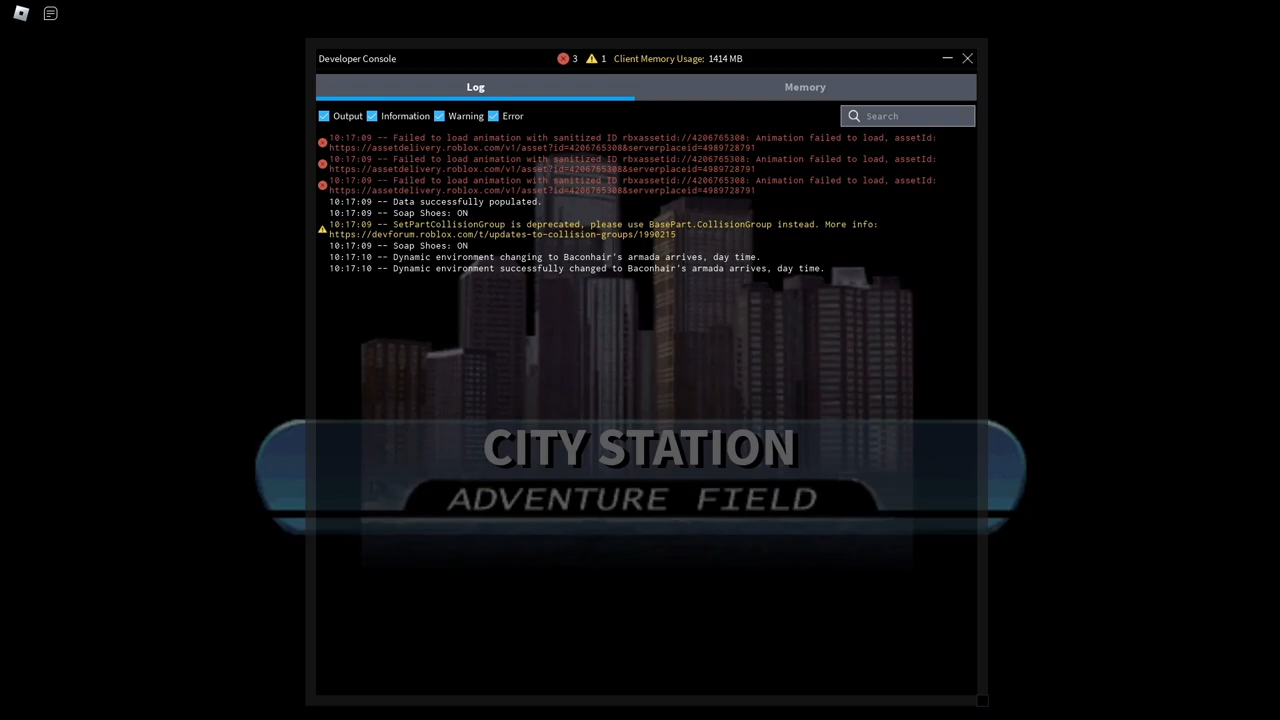 Developer Console
3 1 Client Memory Usage: 1414 MB
Log Memory
Output Information Warning Error
Search
10:17:09 -- Failed to load animation with sanitized ID rbxassetid://4206765308: Animation failed to load, assetId:
https://assetdelivery.roblox.com/v1/asset?id=4206765308&serverplaceid=4989728791
10:17:09 -- Failed to load animation with sanitized ID rbxassetid://4206765308: Animation failed to load, assetId:
https://assetdelivery.roblox.com/v1/asset?id=4206765308&serverplaceid=4989728791
10:17:09 -- Failed to load animation with sanitized ID rbxassetid://4206765308: Animation failed to load, assetId:
https://assetdelivery.roblox.com/v1/asset?id=4206765308&serverplaceid=4989728791
10:17:09 -- Data successfully populated.
10:17:09 -- Soap Shoes: ON
10:17:09 -- SetPartCollisionGroup is deprecated, please use BasePart.CollisionGroup instead. More info:
https://devforum.roblox.com/t/updates-to-collision-groups/1990215
10:17:09 -- Soap Shoes: ON
10:17:10 -- Dynamic environment changing to Baconhair's armada arrives, day time.
10:17:10 -- Dynamic environment successfully changed to Baconhair's armada arrives, day time.
CITY STATION
ADVENTURE FIELD